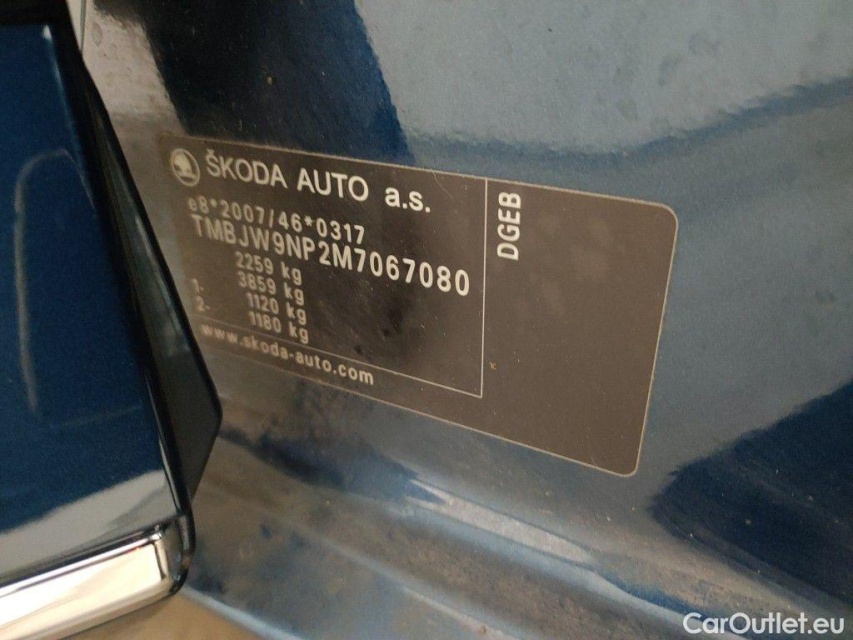 ŠKODA AUTO a.s.
e8*2007/46*0317
TMBJW9NP2M7067080
2259 kg
3859 kg
1- 1120 kg
2- 1180 kg
www.skoda-auto.com
DGEB
CarOutlet.eu